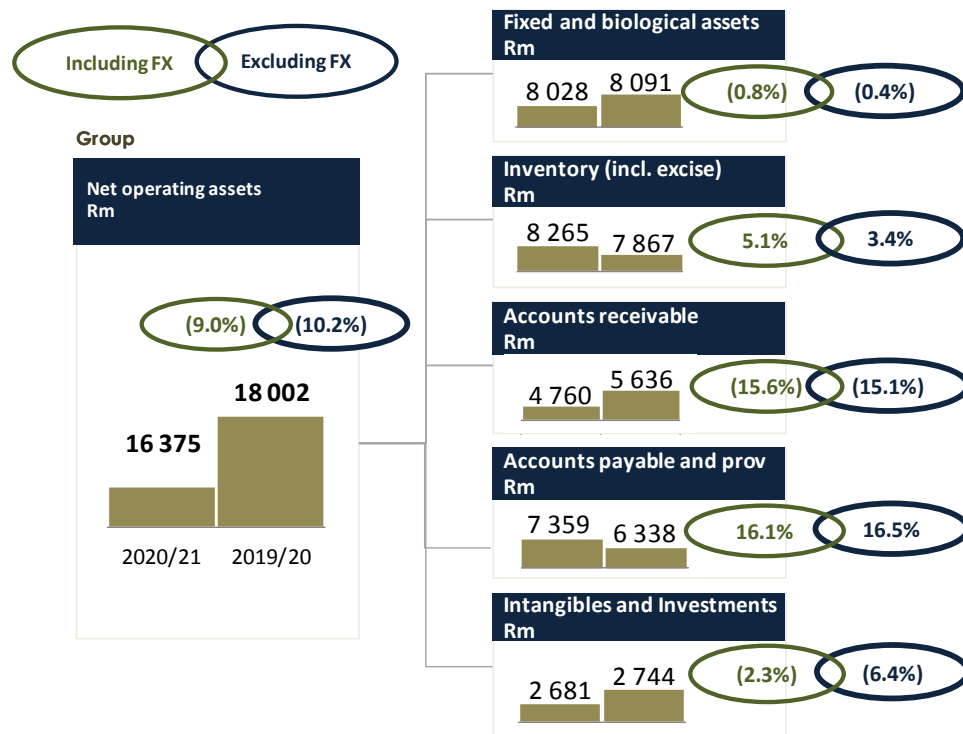 Including FX
Excluding FX
Group
Net operating assets
Rm
(9.0%)
(10.2%)
16 375
18 002
2020/21
2019/20
Fixed and biological assets
Rm
8 028
8 091
(0.8%)
(0.4%)
Inventory (incl. excise)
Rm
8 265
7 867
5.1%
3.4%
Accounts receivable
Rm
4 760
5 636
(15.6%)
(15.1%)
Accounts payable and prov
Rm
7 359
6 338
16.1%
16.5%
Intangibles and Investments
Rm
2 681
2 744
(2.3%)
(6.4%)